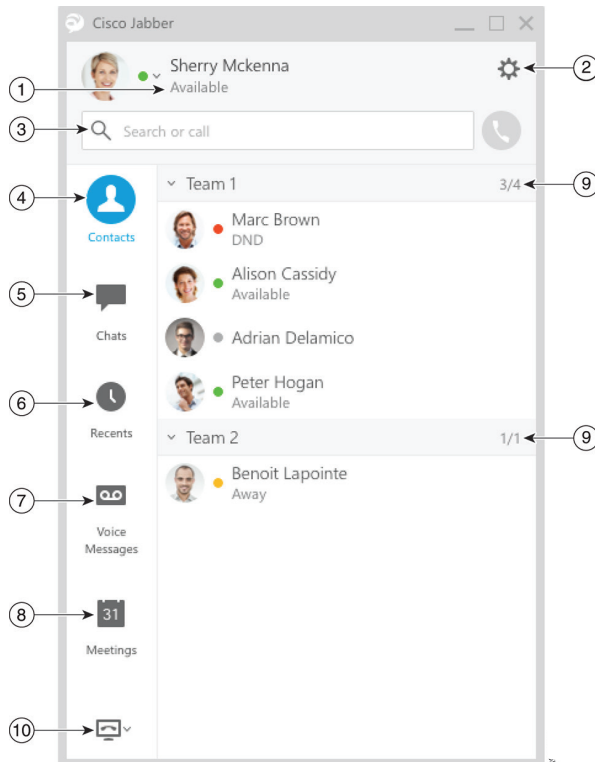 Cisco Jabber
Sherry Mckenna
Available
1
2
3
Search or call
4
Contacts
Team 1
3/4
9
Marc Brown
DND
Alison Cassidy
Available
5
Chats
Adrian Delamico
Peter Hogan
Available
6
Recents
Team 2
1/1
9
Benoit Lapointe
Away
7
Voice
Messages
8
31
Meetings
10